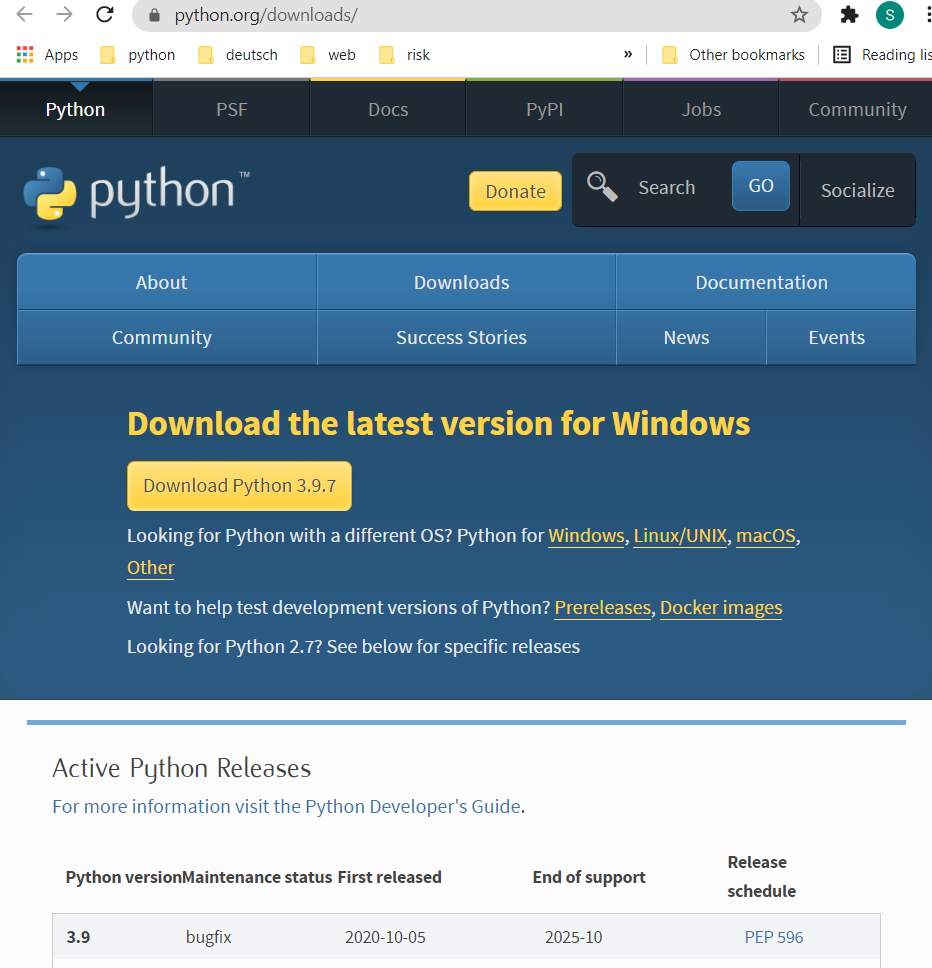 python.org/downloads/
S
Apps python deutsch web risk » Other bookmarks Reading lis
Python PSF Docs PyPI Jobs Community
python™ Donate Search GO Socialize
About Downloads Documentation
Community Success Stories News Events
Download the latest version for Windows
Download Python 3.9.7
Looking for Python with a different OS? Python for Windows, Linux/UNIX, macOS,
Other
Want to help test development versions of Python? Prereleases, Docker images
Looking for Python 2.7? See below for specific releases
Active Python Releases
For more information visit the Python Developer's Guide.
Python version Maintenance status First released End of support Release schedule
3.9 bugfix 2020-10-05 2025-10 PEP 596